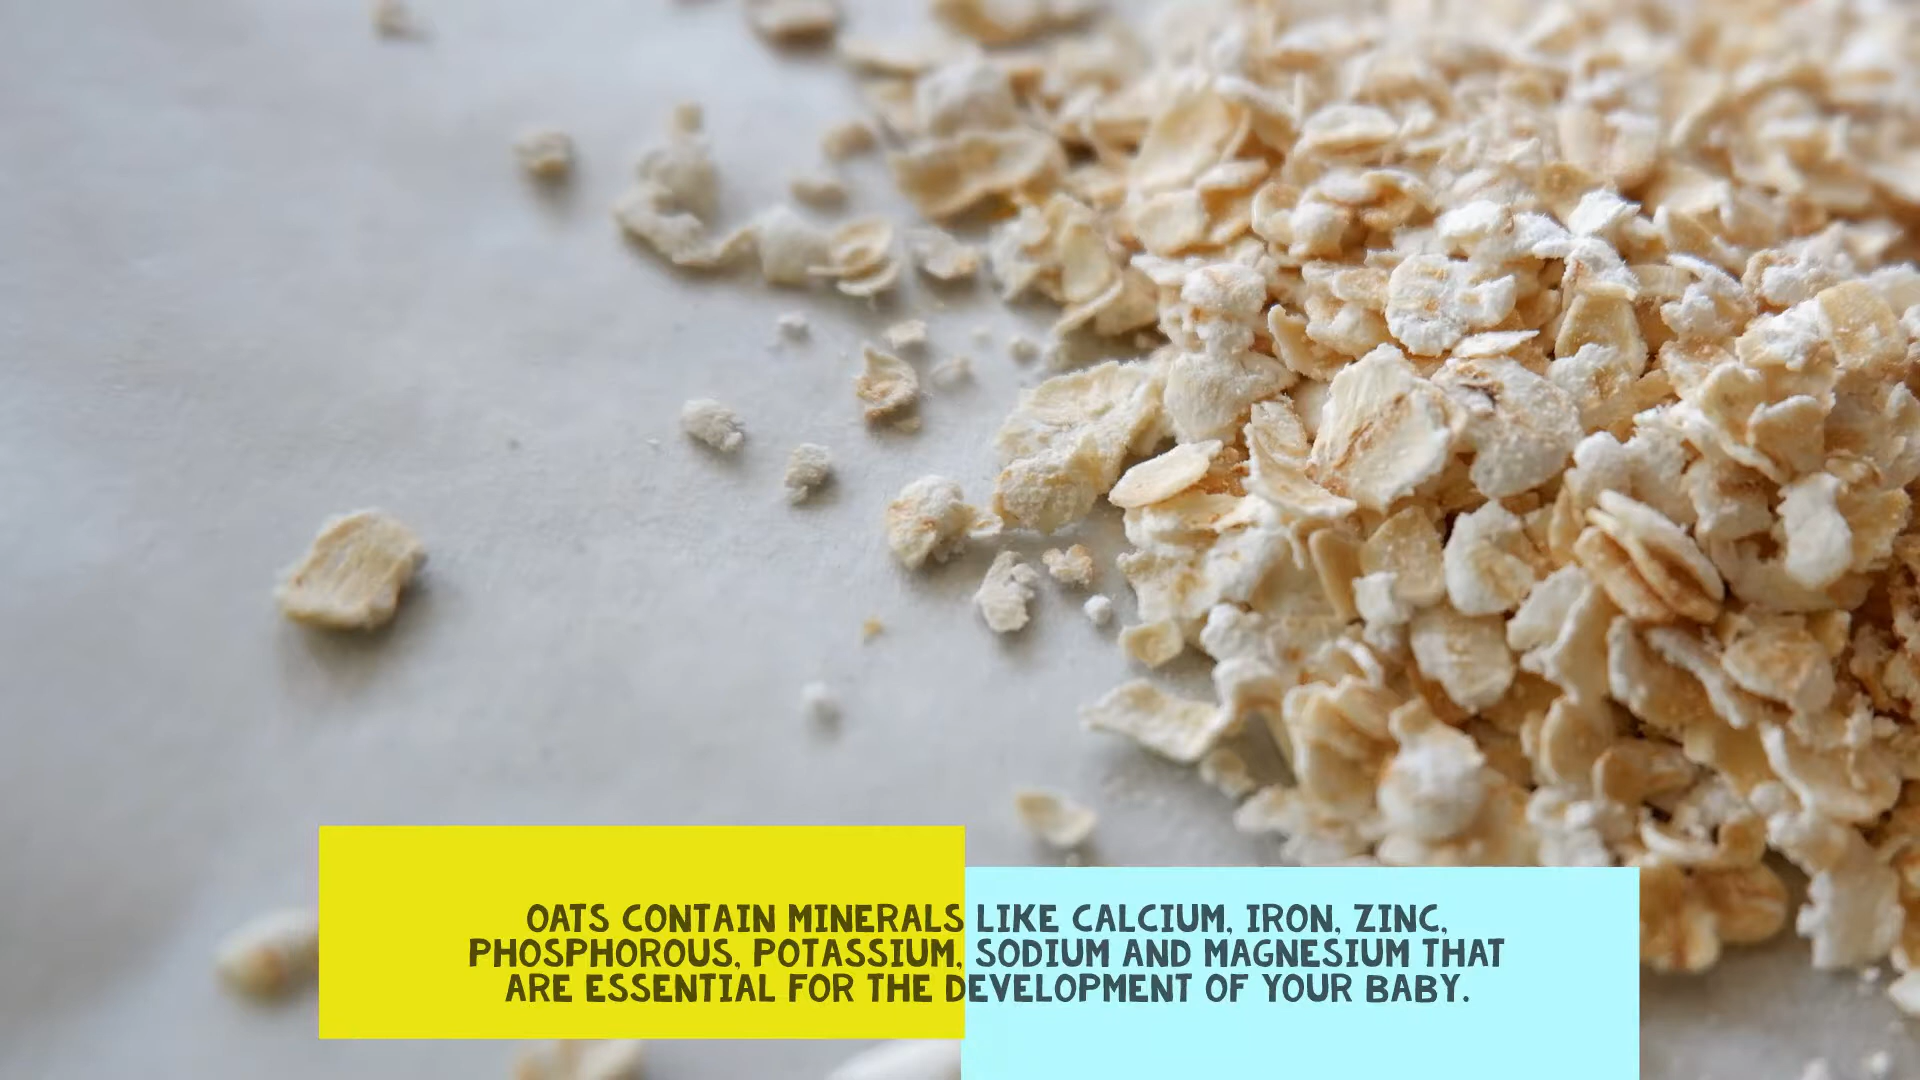 OATS CONTAIN MINERALS LIKE CALCIUM, IRON, ZINC,
PHOSPHOROUS, POTASSIUM, SODIUM AND MAGNESIUM THAT
ARE ESSENTIAL FOR THE DEVELOPMENT OF YOUR BABY.